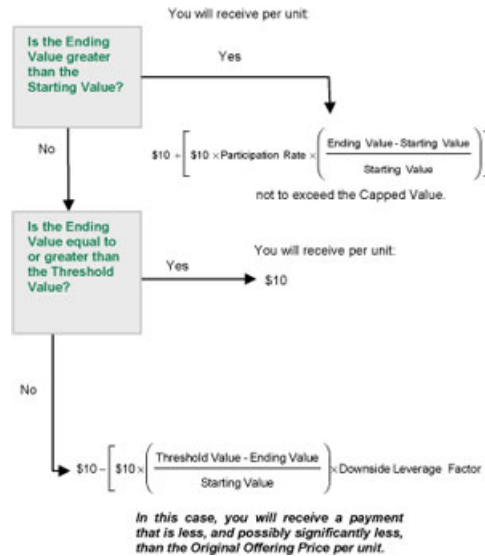 You will receive per unit:
Is the Ending
Value greater
than the
Starting Value?
Yes
No
$10 + [ $10 × Participation Rate × ( Ending Value - Starting Value / Starting Value ) ]
not to exceed the Capped Value.
Is the Ending
Value equal to
or greater than
the Threshold
Value?
You will receive per unit:
Yes
$10
No
$10 − [ $10 × ( Threshold Value - Ending Value / Starting Value ) × Downside Leverage Factor
In this case, you will receive a payment
that is less, and possibly significantly less,
than the Original Offering Price per unit.